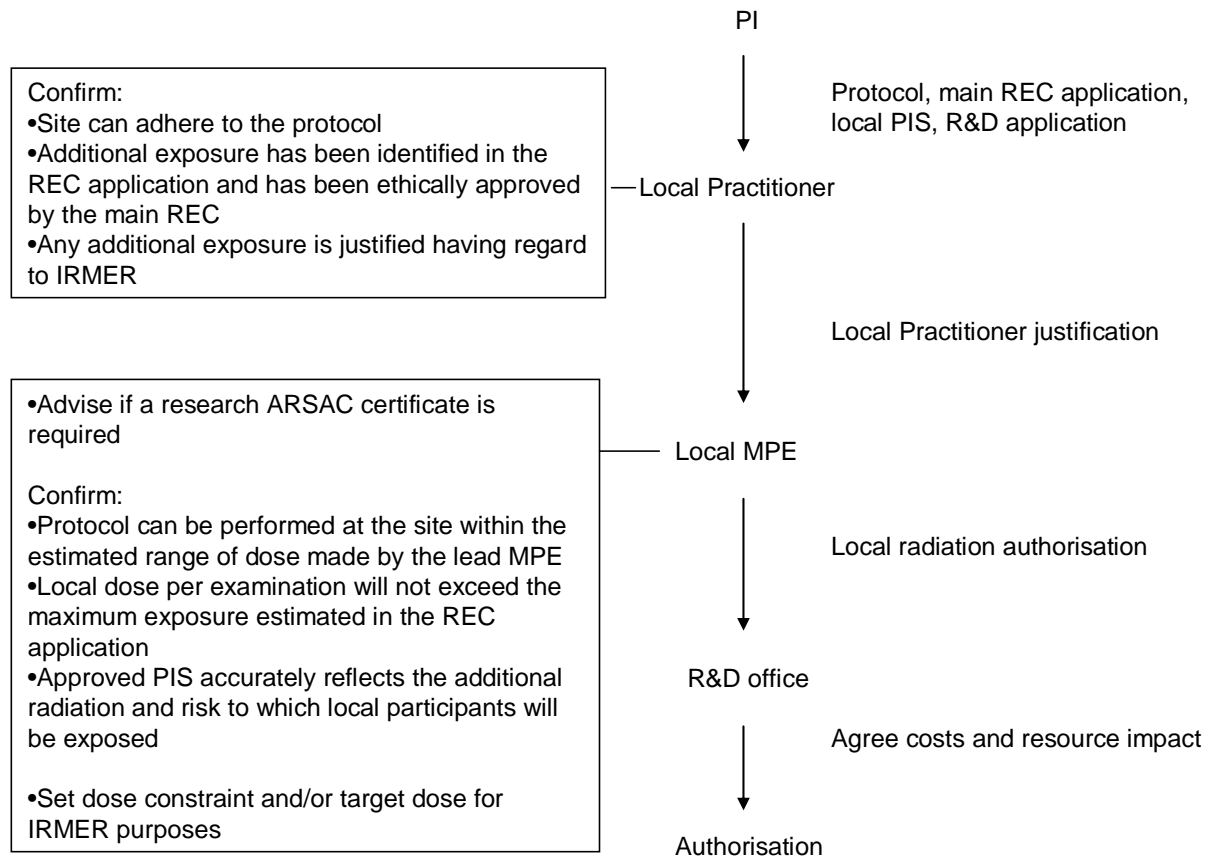 PI
Protocol, main REC application,
local PIS, R&D application
Confirm:
•Site can adhere to the protocol
•Additional exposure has been identified in the
REC application and has been ethically approved
by the main REC
•Any additional exposure is justified having regard
to IRMER
Local Practitioner
Local Practitioner justification
•Advise if a research ARSAC certificate is
required
Confirm:
•Protocol can be performed at the site within the
estimated range of dose made by the lead MPE
•Local dose per examination will not exceed the
maximum exposure estimated in the REC
application
•Approved PIS accurately reflects the additional
radiation and risk to which local participants will
be exposed
•Set dose constraint and/or target dose for
IRMER purposes
Local MPE
Local radiation authorisation
R&D office
Agree costs and resource impact
Authorisation